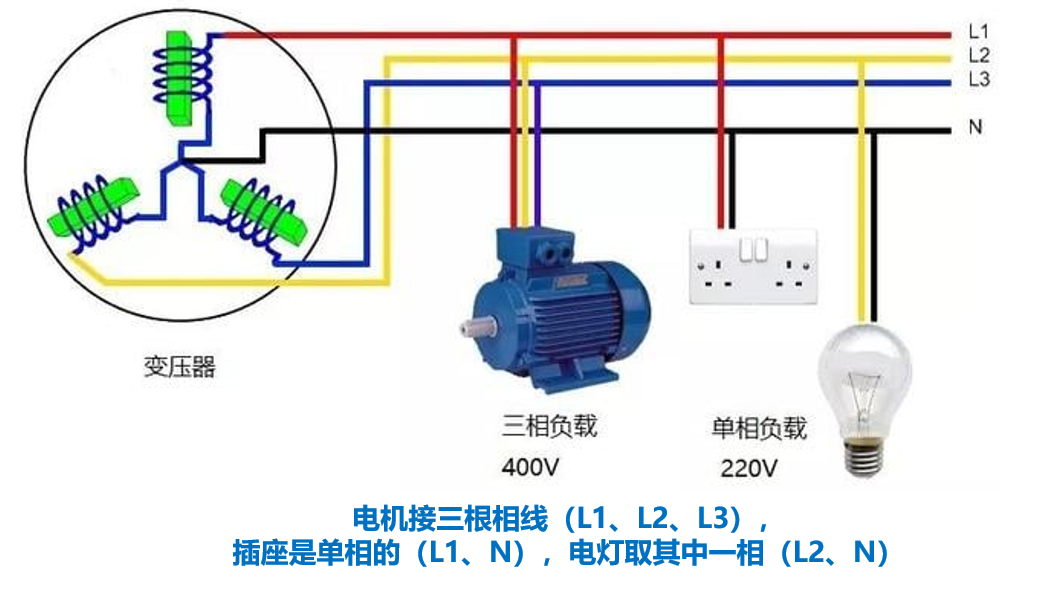 L1
L2
L3
N
变压器
三相负载
400V
单相负载
220V
电机接三根相线（L1、L2、L3），
插座是单相的（L1、N），电灯取其中一相（L2、N）